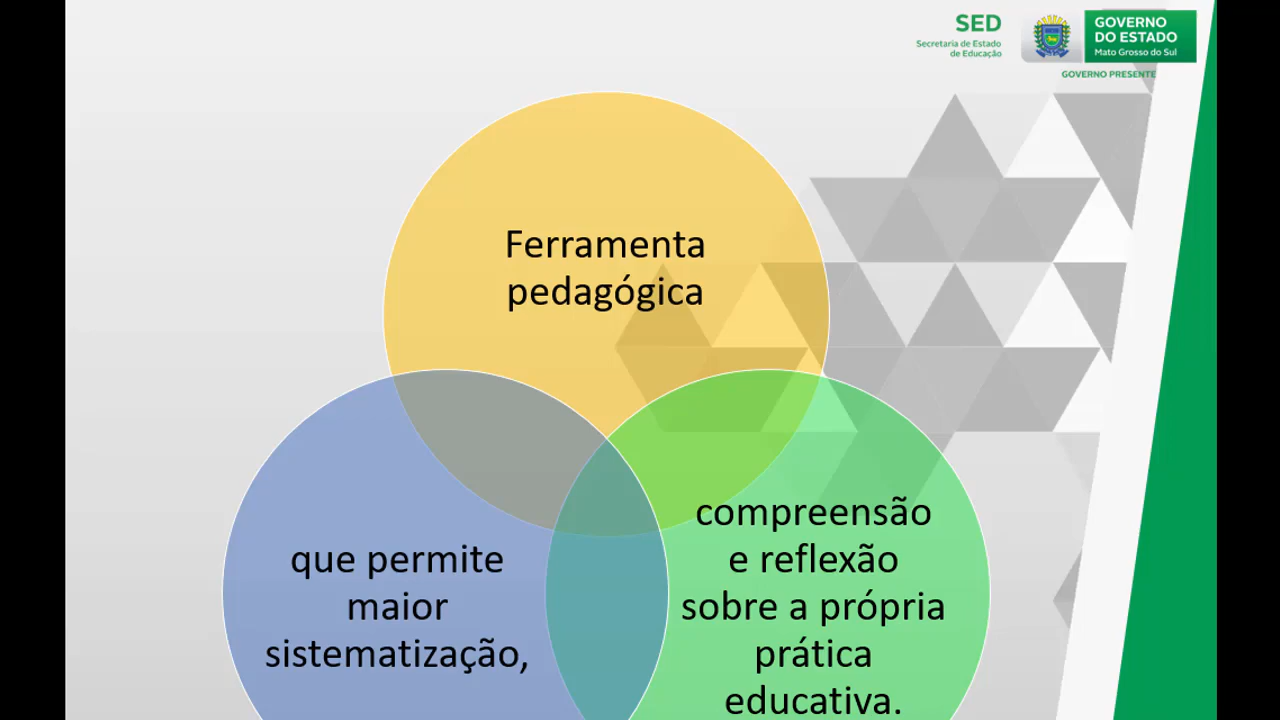 SED
Secretaria de Estado
de Educação
GOVERNO
DO ESTADO
Mato Grosso do Sul
GOVERNO PRESENTE
Ferramenta
pedagógica
que permite
maior
sistematização,
compreensão
e reflexão
sobre a própria
prática
educativa.